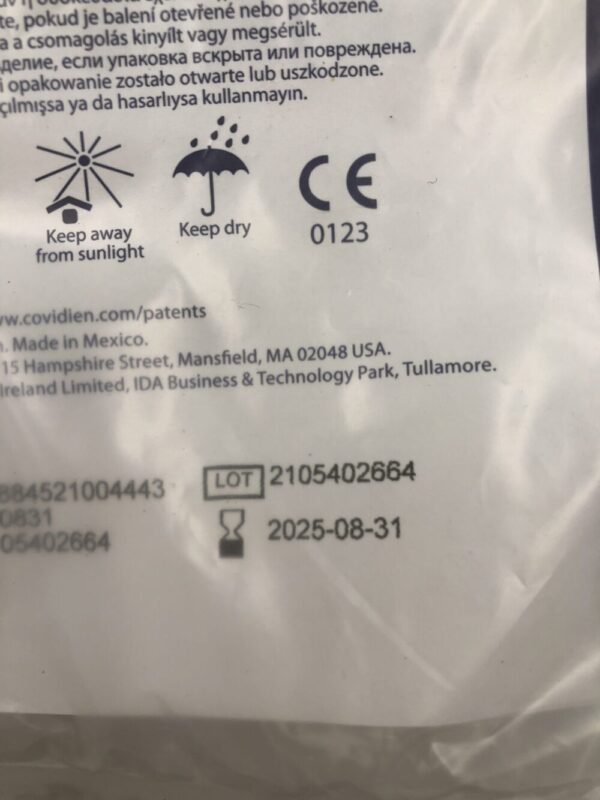 te, pokud je balení otevřené nebo poškozené.
a a csomagolás kinyílt vagy megsérült.
делие, если упаковка вскрыта или повреждена.
i opakowanie zostało otwarte lub uszkodzone.
çılmışsa ya da hasarlıysa kullanmayın.
Keep away
from sunlight
Keep dry
CE
0123
ww.covidien.com/patents
n. Made in Mexico.
15 Hampshire Street, Mansfield, MA 02048 USA.
Ireland Limited, IDA Business & Technology Park, Tullamore.
884521004443
0831
05402664
LOT 2105402664
2025-08-31